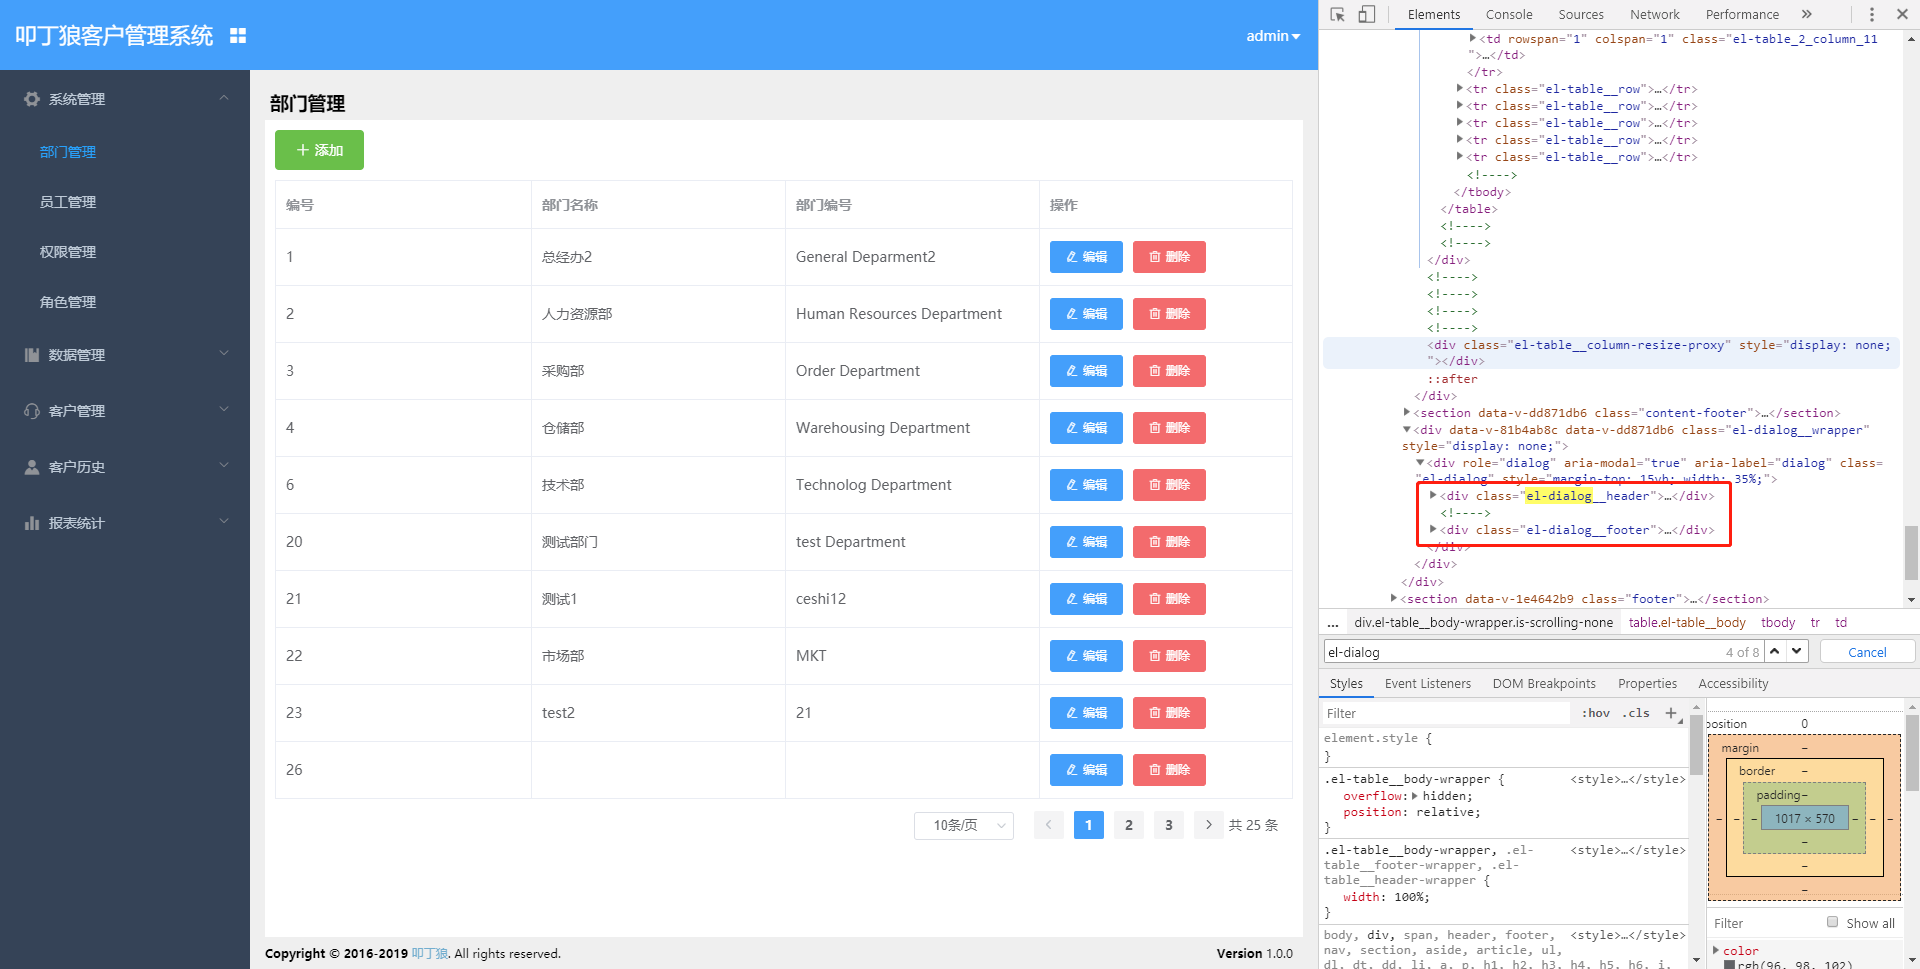 叩丁狼客户管理系统
admin
系统管理
部门管理
员工管理
权限管理
角色管理
数据管理
客户管理
客户历史
报表统计
部门管理
添加
编号 部门名称 部门编号 操作
1 总经办2 General Deparment2 编辑 删除
2 人力资源部 Human Resources Department 编辑 删除
3 采购部 Order Department 编辑 删除
4 仓储部 Warehousing Department 编辑 删除
6 技术部 Technolog Department 编辑 删除
20 测试部门 test Department 编辑 删除
21 测试1 ceshi12 编辑 删除
22 市场部 MKT 编辑 删除
23 test2 21 编辑 删除
26 编辑 删除
10条/页 1 2 3 共 25 条
Copyright © 2016-2019 叩丁狼. All rights reserved.
Version 1.0.0
Elements Console Sources Network Performance »
<td rowspan="1" colspan="1" class="el-table_2_column_11
">…</td>
</tr>
<tr class="el-table__row">…</tr>
<tr class="el-table__row">…</tr>
<tr class="el-table__row">…</tr>
<tr class="el-table__row">…</tr>
<tr class="el-table__row">…</tr>
<!---->
</tbody>
</table>
<!---->
<!---->
</div>
<!---->
<!---->
<!---->
<!---->
<div class="el-table__column-resize-proxy" style="display: none;
"></div>
::after
</div>
<section data-v-dd871db6 class="content-footer">…</section>
<div data-v-81b4ab8c data-v-dd871db6 class="el-dialog__wrapper"
style="display: none;">
<div role="dialog" aria-modal="true" aria-label="dialog" class=
"el-dialog" style="margin-top: 15vh; width: 35%;">
<div class="el-dialog__header">…</div>
<!---->
<div class="el-dialog__footer">…</div>
</div>
</div>
</div>
<section data-v-1e4642b9 class="footer">…</section>
... div.el-table__body-wrapper.is-scrolling-none table.el-table__body tbody tr td
el-dialog 4 of 8 Cancel
Styles Event Listeners DOM Breakpoints Properties Accessibility
Filter :hov .cls +
element.style {
}
.el-table__body-wrapper { <style>…</style>
overflow: hidden;
position: relative;
}
.el-table__body-wrapper, .el- <style>…</style>
table__footer-wrapper, .el-
table__header-wrapper {
width: 100%;
}
body, div, span, header, footer, <style>…</style>
nav, section, aside, article, ul,
dl, dt, dd, li, a, p, h1, h2, h3, h4, h5, h6, i,
position 0
margin –
border –
padding –
– – – 1017 × 570 – – –
–
–
–
Filter Show all
color
rgb(96, 98, 102)